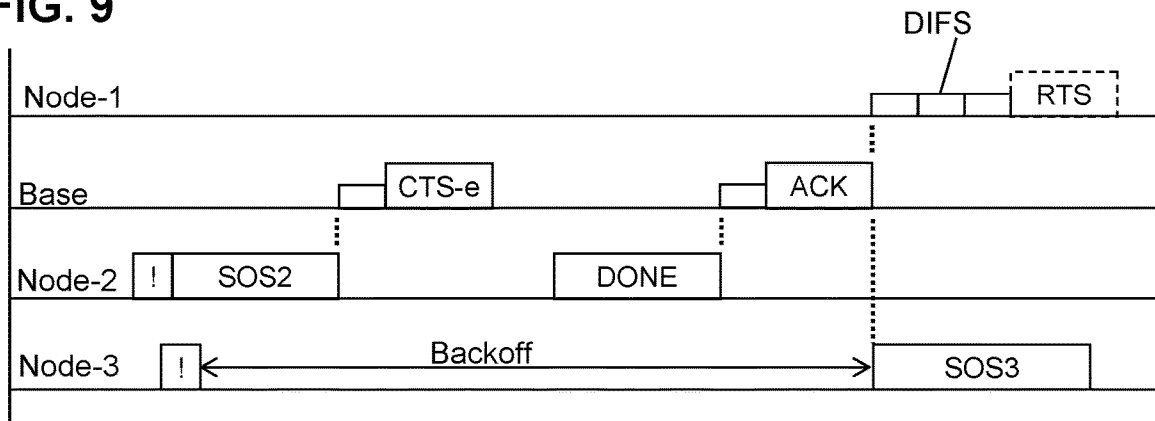 FIG. 9
DIFS
Node-1
RTS
Base
CTS-e
ACK
Node-2
!
SOS2
DONE
Node-3
!
Backoff
SOS3